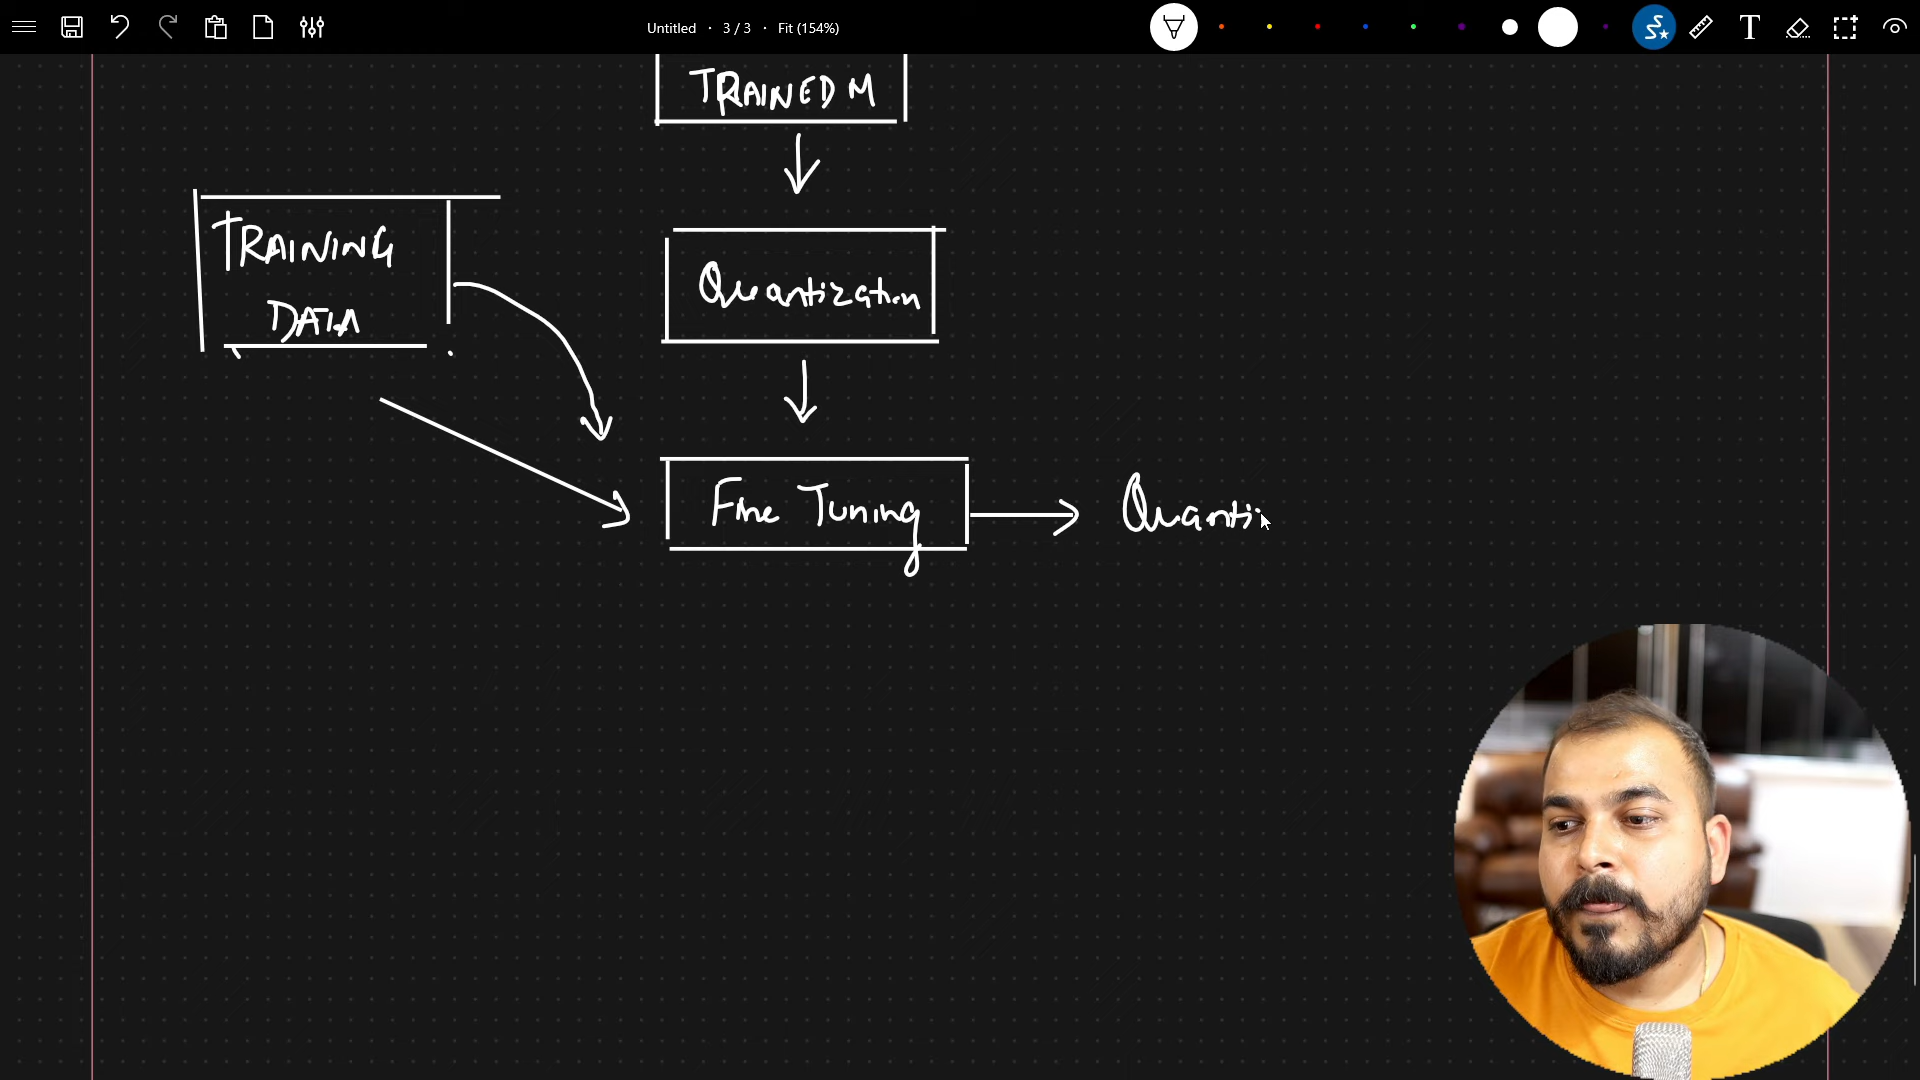 Untitled · 3 / 3 · Fit (154%)
T
TRAINED M
TRAINING
DATA
Quantization
Fine Tuning
Quanti